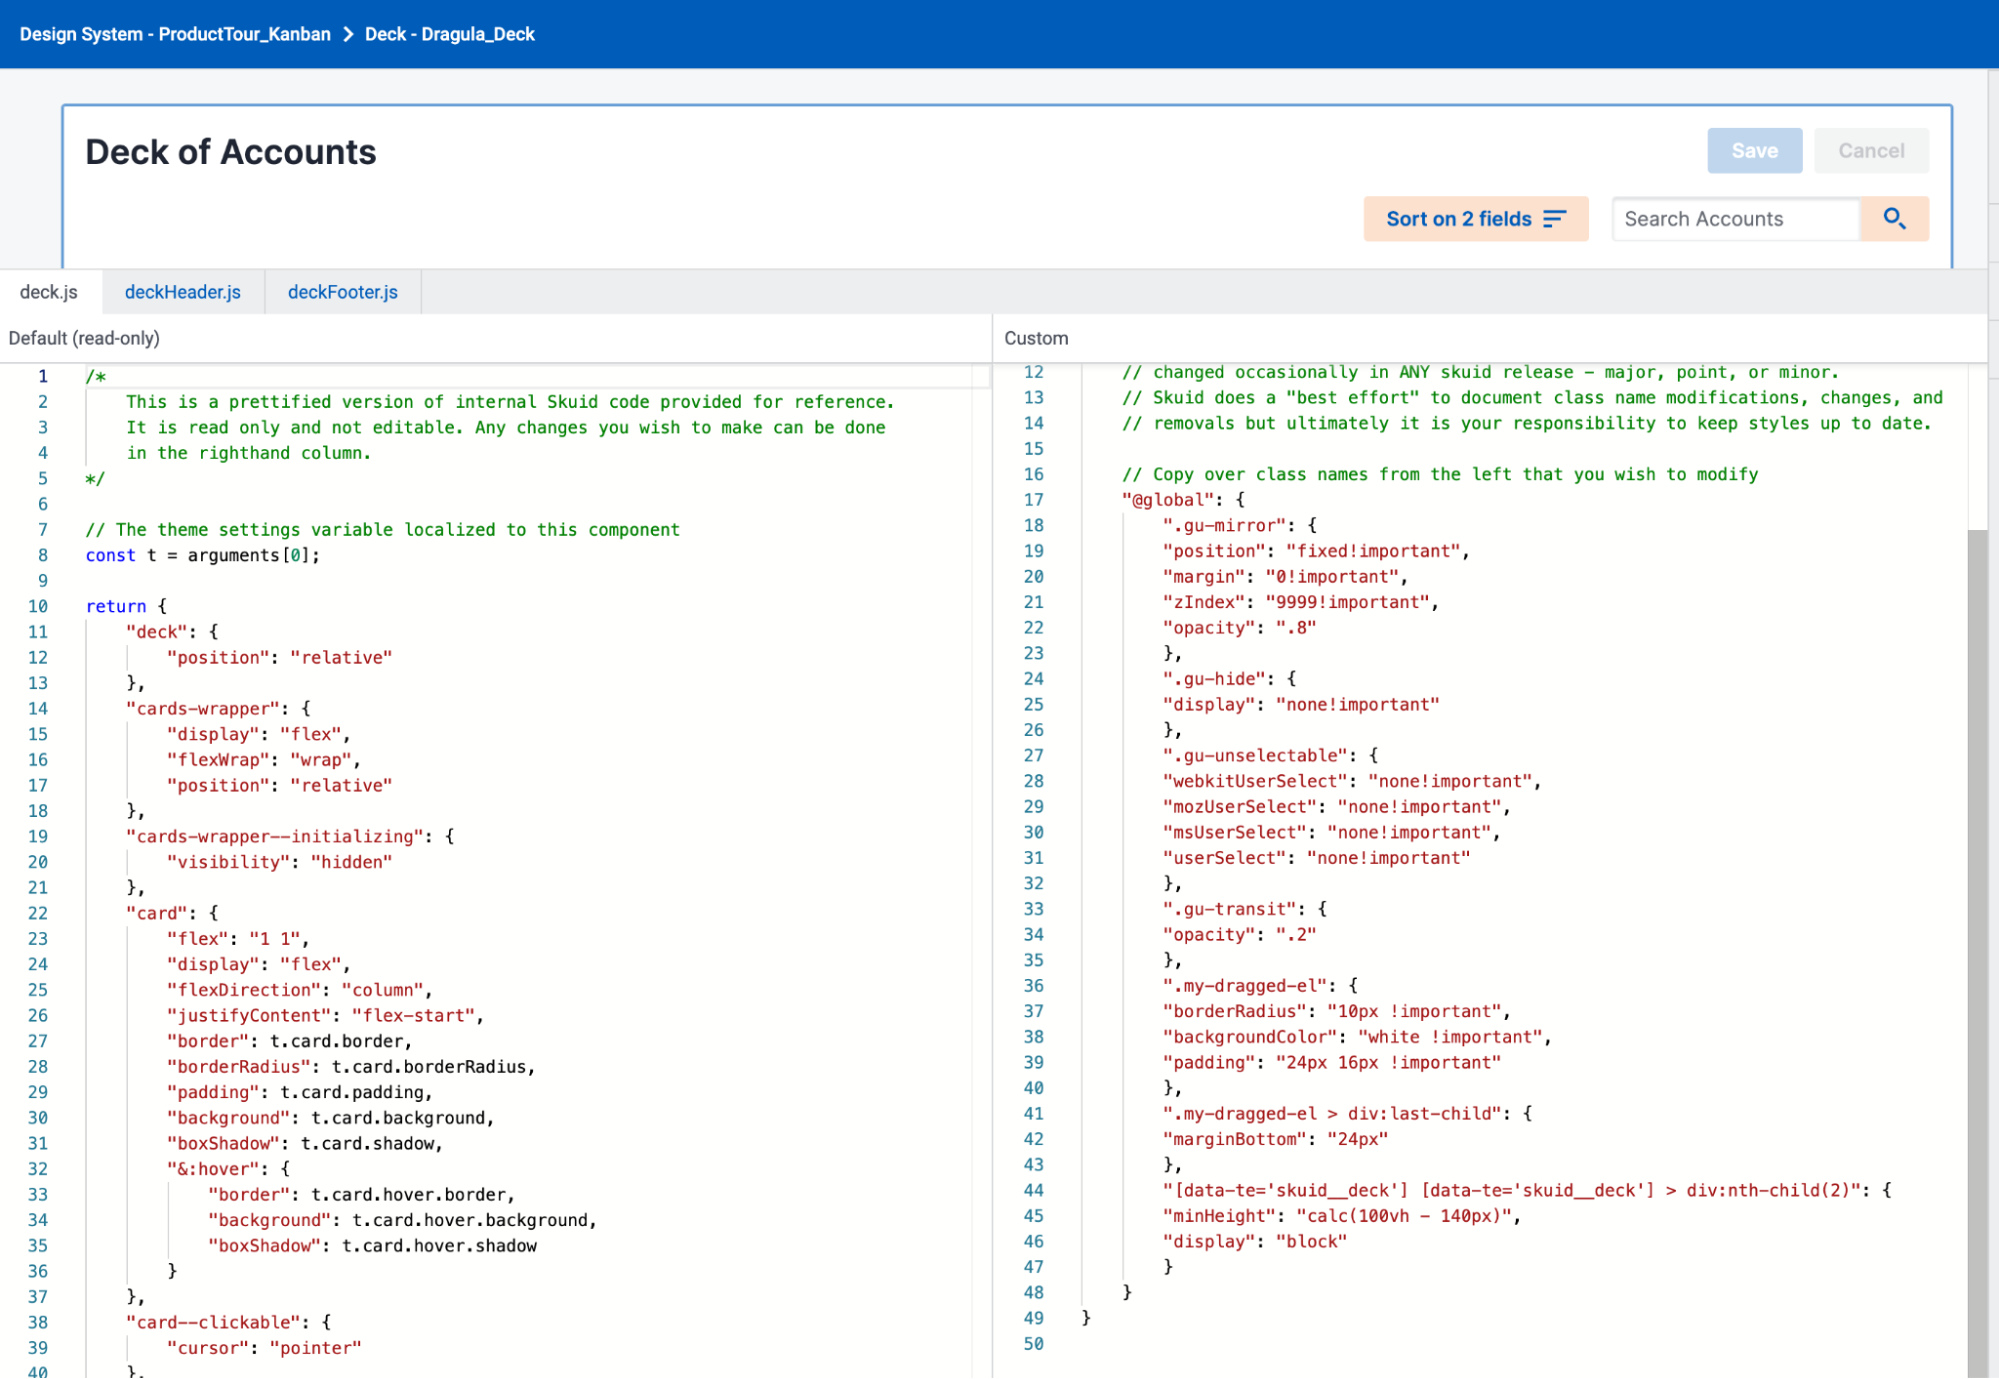 Design System - ProductTour_Kanban > Deck - Dragula_Deck
Deck of Accounts
Save
Cancel
Sort on 2 fields
Search Accounts
deck.js
deckHeader.js
deckFooter.js
Default (read-only)
1 /*
2 This is a prettified version of internal Skuid code provided for reference.
3 It is read only and not editable. Any changes you wish to make can be done
4 in the righthand column.
5 */
6
7 // The theme settings variable localized to this component
8 const t = arguments[0];
9
10 return {
11 "deck": {
12 "position": "relative"
13 },
14 "cards-wrapper": {
15 "display": "flex",
16 "flexWrap": "wrap",
17 "position": "relative"
18 },
19 "cards-wrapper--initializing": {
20 "visibility": "hidden"
21 },
22 "card": {
23 "flex": "1 1",
24 "display": "flex",
25 "flexDirection": "column",
26 "justifyContent": "flex-start",
27 "border": t.card.border,
28 "borderRadius": t.card.borderRadius,
29 "padding": t.card.padding,
30 "background": t.card.background,
31 "boxShadow": t.card.shadow,
32 "&:hover": {
33 "border": t.card.hover.border,
34 "background": t.card.hover.background,
35 "boxShadow": t.card.hover.shadow
36 }
37 },
38 "card--clickable": {
39 "cursor": "pointer"
40 },
Custom
12 // changed occasionally in ANY skuid release – major, point, or minor.
13 // Skuid does a "best effort" to document class name modifications, changes, and
14 // removals but ultimately it is your responsibility to keep styles up to date.
15
16 // Copy over class names from the left that you wish to modify
17 "@global": {
18 ".gu-mirror": {
19 "position": "fixed!important",
20 "margin": "0!important",
21 "zIndex": "9999!important",
22 "opacity": ".8"
23 },
24 ".gu-hide": {
25 "display": "none!important"
26 },
27 ".gu-unselectable": {
28 "webkitUserSelect": "none!important",
29 "mozUserSelect": "none!important",
30 "msUserSelect": "none!important",
31 "userSelect": "none!important"
32 },
33 ".gu-transit": {
34 "opacity": ".2"
35 },
36 ".my-dragged-el": {
37 "borderRadius": "10px !important",
38 "backgroundColor": "white !important",
39 "padding": "24px 16px !important"
40 },
41 ".my-dragged-el > div:last-child": {
42 "marginBottom": "24px"
43 },
44 "[data-te='skuid__deck'] [data-te='skuid__deck'] > div:nth-child(2)": {
45 "minHeight": "calc(100vh - 140px)",
46 "display": "block"
47 }
48 }
49 }
50